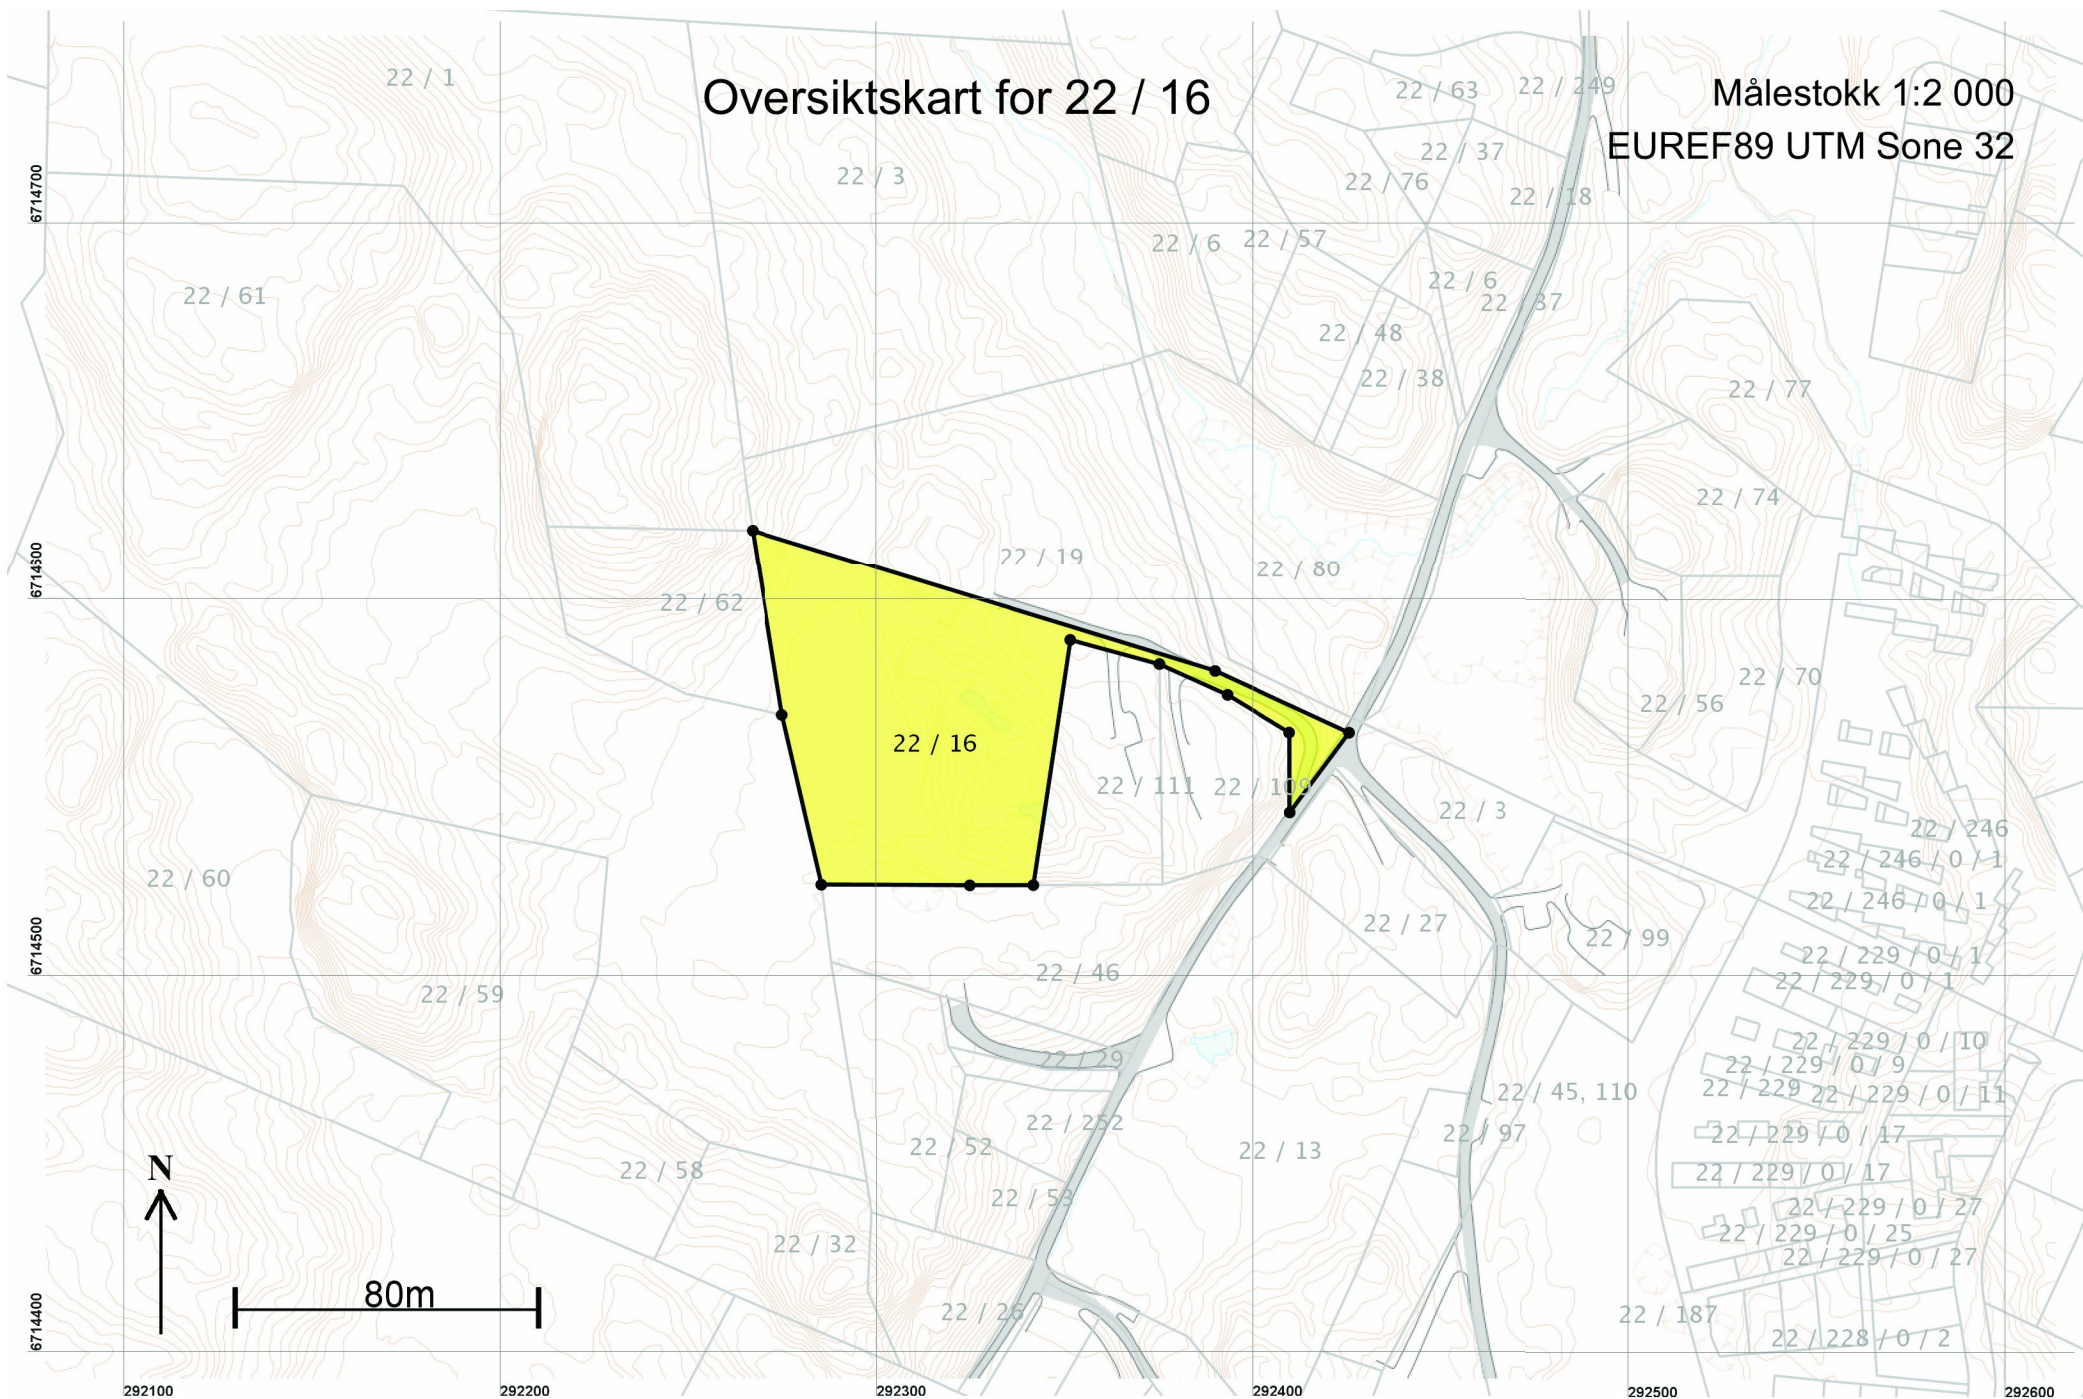 22 / 1
Oversiktskart for 22 / 16
22 / 63
22 / 249
Målestokk 1:2 000
EUREF89 UTM Sone 32
22 / 37
22 / 3
22 / 76
22 / 18
6714700
22 / 6
22 / 57
22 / 61
22 / 6
22 / 37
22 / 48
22 / 38
22 / 77
22 / 74
22 / 19
22 / 80
6714600
22 / 62
22 / 70
22 / 56
22 / 16
22 / 111
22 / 109
22 / 3
22 / 246
22 / 246 / 0 / 1
22 / 60
22 / 246 / 0 / 1
22 / 27
22 / 99
6714500
22 / 229 / 0 / 1
22 / 46
22 / 229 / 0 / 1
22 / 59
22 / 229 / 0 / 10
22 / 29
22 / 229 / 0 / 9
22 / 229
22 / 229 / 0 / 11
22 / 45, 110
22 / 252
22 / 97
22 / 229 / 0 / 17
22 / 52
22 / 13
N
22 / 58
22 / 229 / 0 / 17
22 / 53
22 / 229 / 0 / 27
22 / 229 / 0 / 25
22 / 32
22 / 229 / 0 / 27
80m
22 / 26
22 / 187
6714400
22 / 228 / 0 / 2
292100
292200
292300
292400
292500
292600